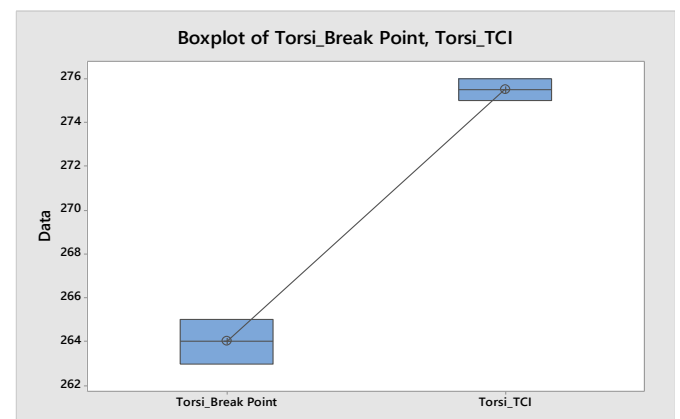 Boxplot of Torsi_Break Point, Torsi_TCI
276
274
272
270
268
266
264
262
Data
Torsi_Break Point Torsi_TCI